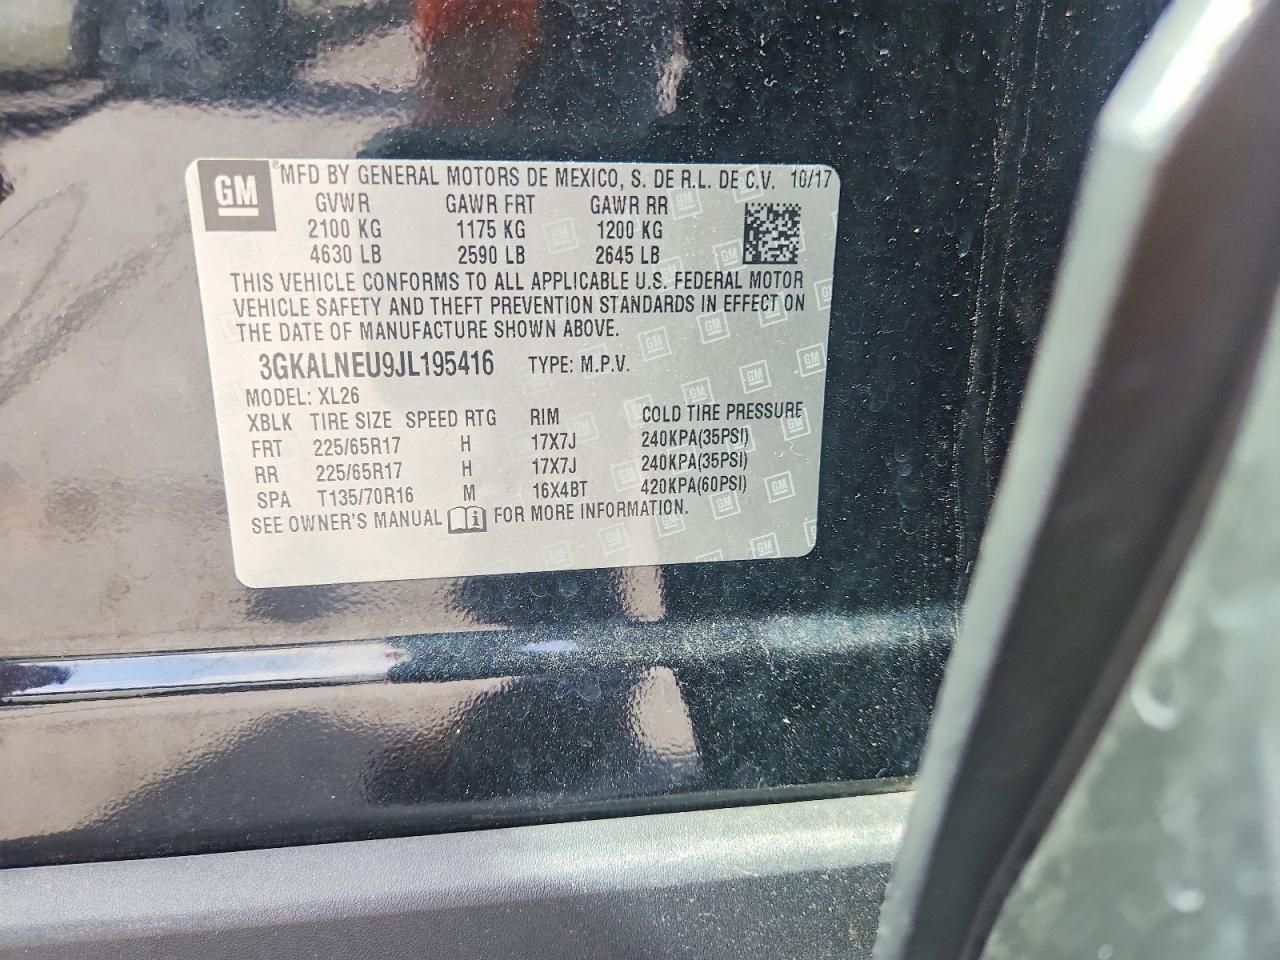 GM MFD BY GENERAL MOTORS DE MEXICO, S. DE R.L. DE C.V. 10/17
GVWR GAWR FRT GAWR RR
2100 KG 1175 KG 1200 KG
4630 LB 2590 LB 2645 LB
THIS VEHICLE CONFORMS TO ALL APPLICABLE U.S. FEDERAL MOTOR
VEHICLE SAFETY AND THEFT PREVENTION STANDARDS IN EFFECT ON
THE DATE OF MANUFACTURE SHOWN ABOVE.
3GKALNEU9JL195416 TYPE: M.P.V.
MODEL: XL26
XBLK TIRE SIZE SPEED RTG RIM COLD TIRE PRESSURE
FRT 225/65R17 H 17X7J 240KPA(35PSI)
RR 225/65R17 H 17X7J 240KPA(35PSI)
SPA T135/70R16 M 16X4BT 420KPA(60PSI)
SEE OWNER'S MANUAL FOR MORE INFORMATION.